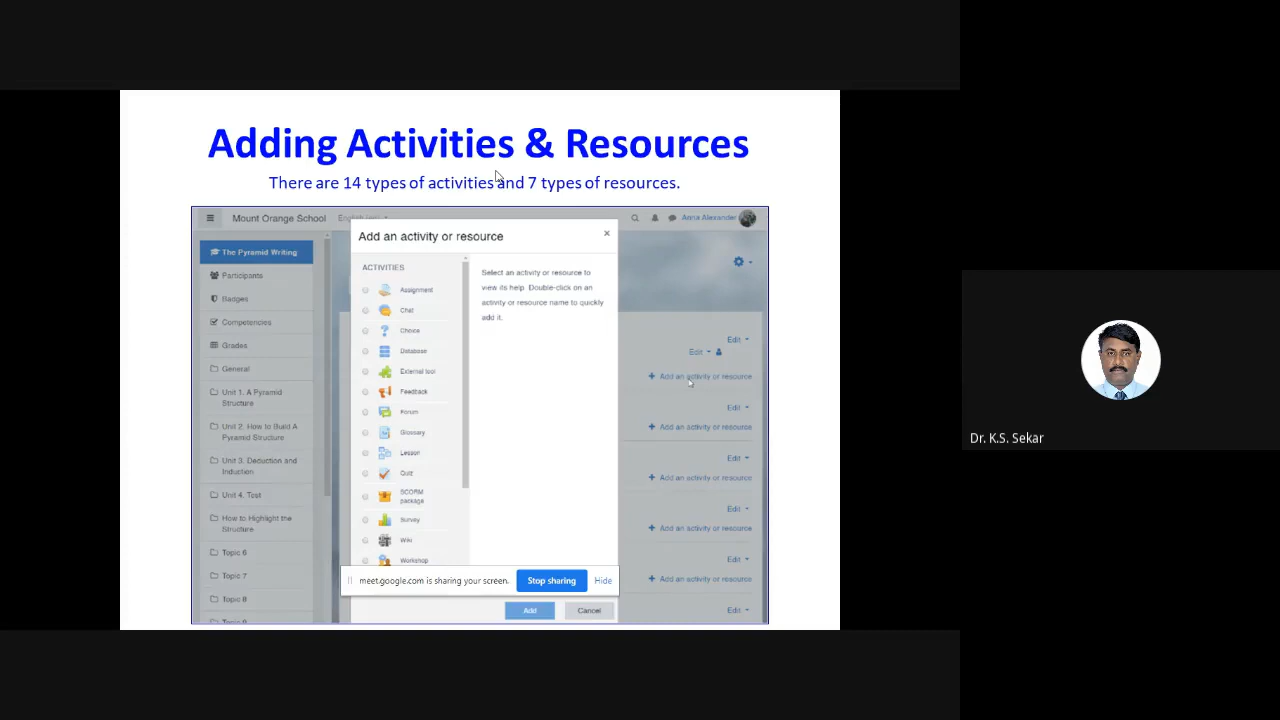 Adding Activities & Resources
There are 14 types of activities and 7 types of resources.
Mount Orange School
Anna Alexander
The Pyramid Writing
Participants
Badges
Competencies
Grades
General
Unit 1. A Pyramid
Structure
Unit 2. How to Build A
Pyramid Structure
Unit 3. Deduction and
Induction
Unit 4. Test
How to Highlight the
Structure
Topic 6
Topic 7
Topic 8
Add an activity or resource
×
ACTIVITIES
Assignment
Chat
Choice
Database
External tool
Feedback
Forum
Glossary
Lesson
Quiz
SCORM
package
Survey
Wiki
Workshop
Select an activity or resource to
view its help. Double-click on an
activity or resource name to quickly
add it.
Edit
Edit
+ Add an activity or resource
Edit
+ Add an activity or resource
Edit
+ Add an activity or resource
Edit
+ Add an activity or resource
Edit
+ Add an activity or resource
Edit
meet.google.com is sharing your screen.
Stop sharing
Hide
Add
Cancel
Dr. K.S. Sekar